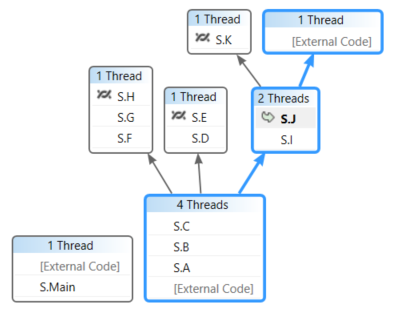 1 Thread
S.K
1 Thread
[External Code]
1 Thread
S.H
S.G
S.F
1 Thread
S.E
S.D
2 Threads
S.J
S.I
4 Threads
S.C
S.B
S.A
[External Code]
1 Thread
[External Code]
S.Main